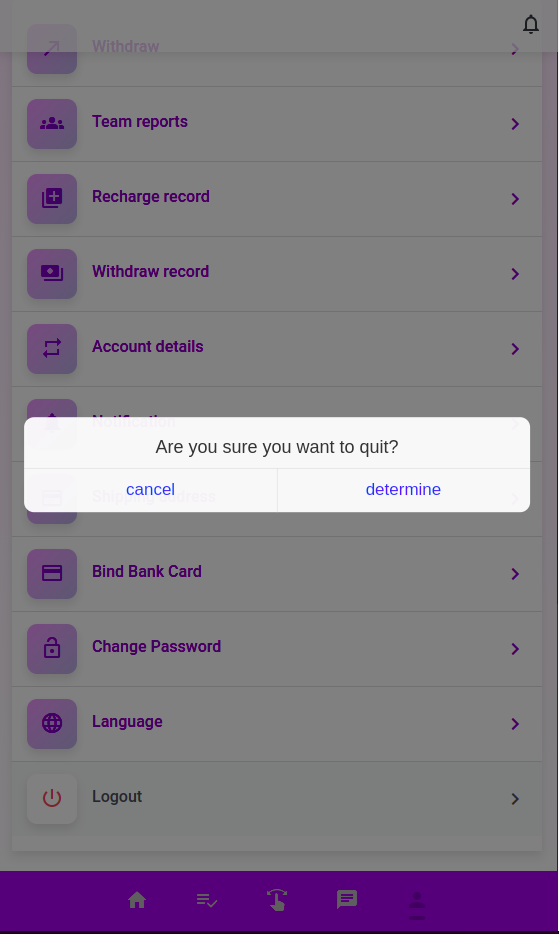 Withdraw
Team reports
Recharge record
Withdraw record
Account details
Notification
Are you sure you want to quit?
cancel
determine
Shipping address
Bind Bank Card
Change Password
Language
Logout